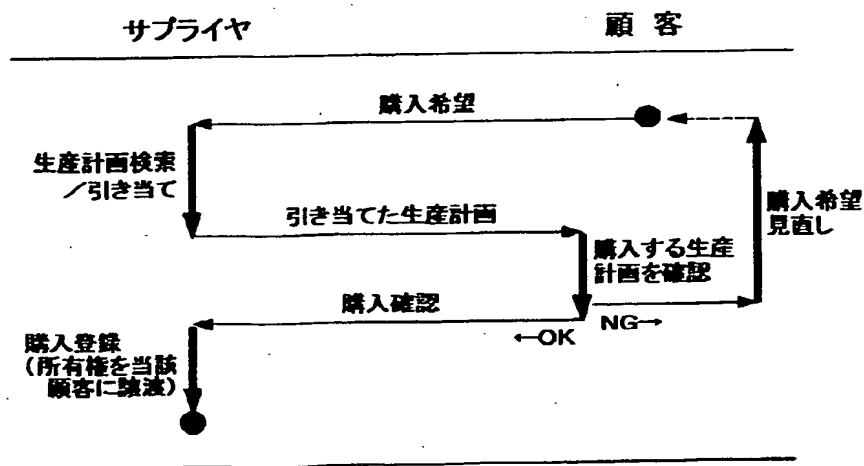 サプライヤ
顧客
購入希望
生産計画検索
／引き当て
引き当てた生産計画
購入希望
見直し
購入する生産
計画を確認
購入確認
←OK
NG→
購入登録
（所有権を当該
顧客に譲渡）